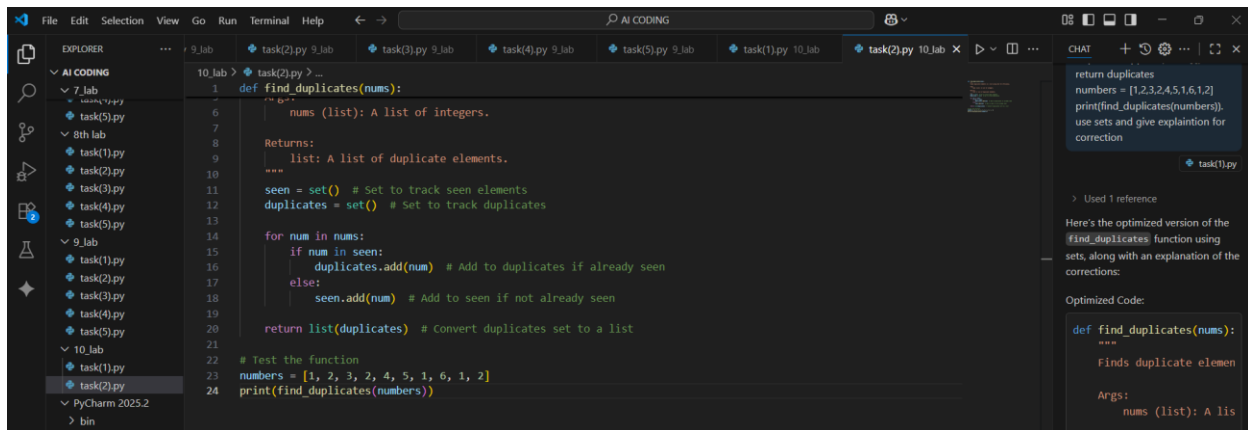 File Edit Selection View Go Run Terminal Help
AI CODING
EXPLORER
9_lab
task(2).py 9_lab
task(3).py 9_lab
task(4).py 9_lab
task(5).py 9_lab
task(1).py 10_lab
task(2).py 10_lab
AI CODING
7_lab
task(4).py
task(5).py
8th lab
task(1).py
task(2).py
task(3).py
task(4).py
task(5).py
9_lab
task(1).py
task(2).py
task(3).py
task(4).py
task(5).py
10_lab
task(1).py
task(2).py
PyCharm 2025.2
bin
2
10_lab > task(2).py > ...
1 def find_duplicates(nums):
Args:
6 nums (list): A list of integers.
7
8 Returns:
9 list: A list of duplicate elements.
10 """
11 seen = set() # Set to track seen elements
12 duplicates = set() # Set to track duplicates
13
14 for num in nums:
15 if num in seen:
16 duplicates.add(num) # Add to duplicates if already seen
17 else:
18 seen.add(num) # Add to seen if not already seen
19
20 return list(duplicates) # Convert duplicates set to a list
21
22 # Test the function
23 numbers = [1, 2, 3, 2, 4, 5, 1, 6, 1, 2]
24 print(find_duplicates(numbers))
CHAT
return duplicates
numbers = [1,2,3,2,4,5,1,6,1,2]
print(find_duplicates(numbers)).
use sets and give explaintion for
correction
task(1).py
> Used 1 reference
Here's the optimized version of the
find_duplicates function using
sets, along with an explanation of the
corrections:
Optimized Code:
def find_duplicates(nums):
"""
Finds duplicate elemen
Args:
nums (list): A lis